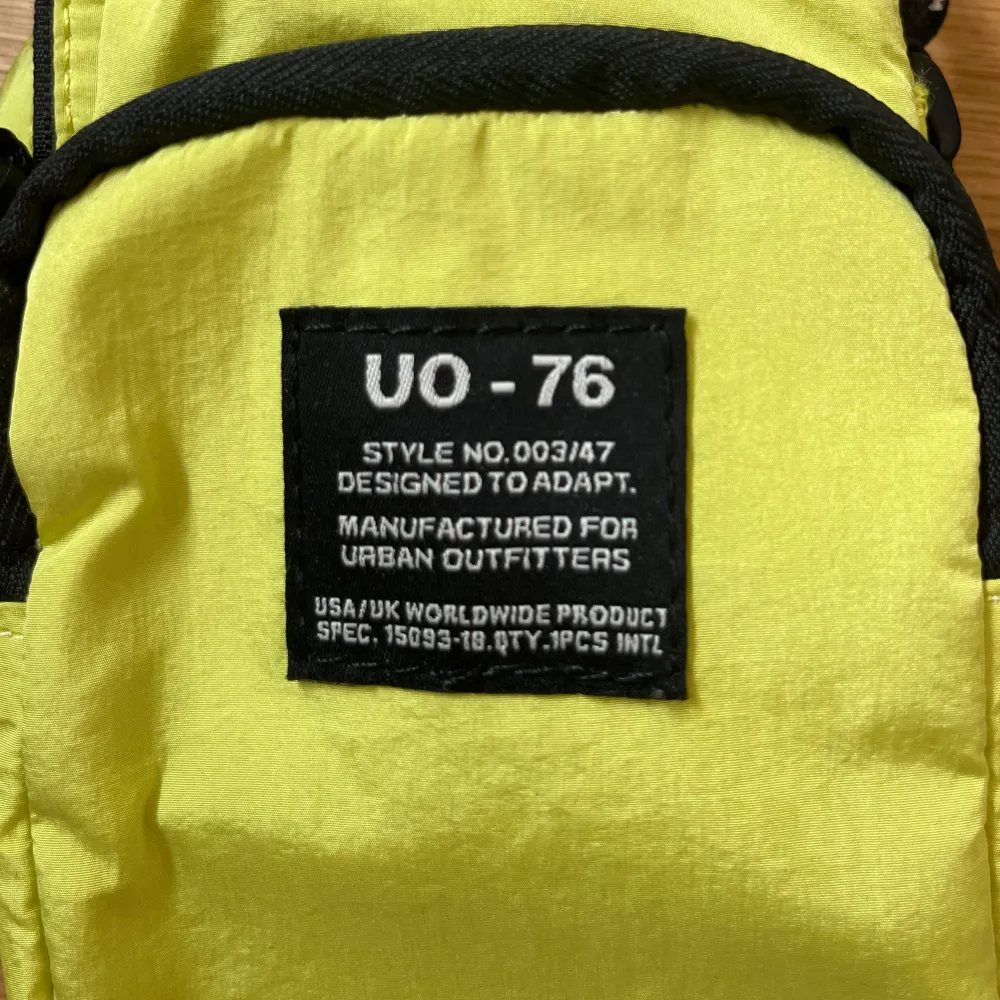 UO - 76
STYLE NO.003/47
DESIGNED TO ADAPT.
MANUFACTURED FOR
URBAN OUTFITTERS
USA/UK WORLDWIDE PRODUCT
SPEC. 15093-18.QTY.1PCS INTL